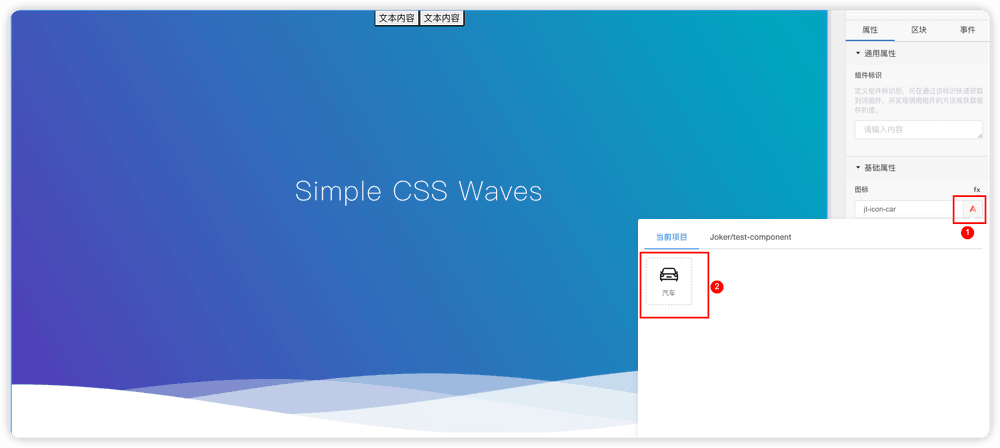 文本内容 文本内容
属性 区块 事件
通用属性
组件标识
定义组件标识后，可在通过该标识快速获取
到该组件，并实现调用组件的方法或获取组
件的值。
请输入内容
Simple CSS Waves
基础属性
图标 fx
jt-icon-car
1
当前项目 Joker/test-component
汽车
2